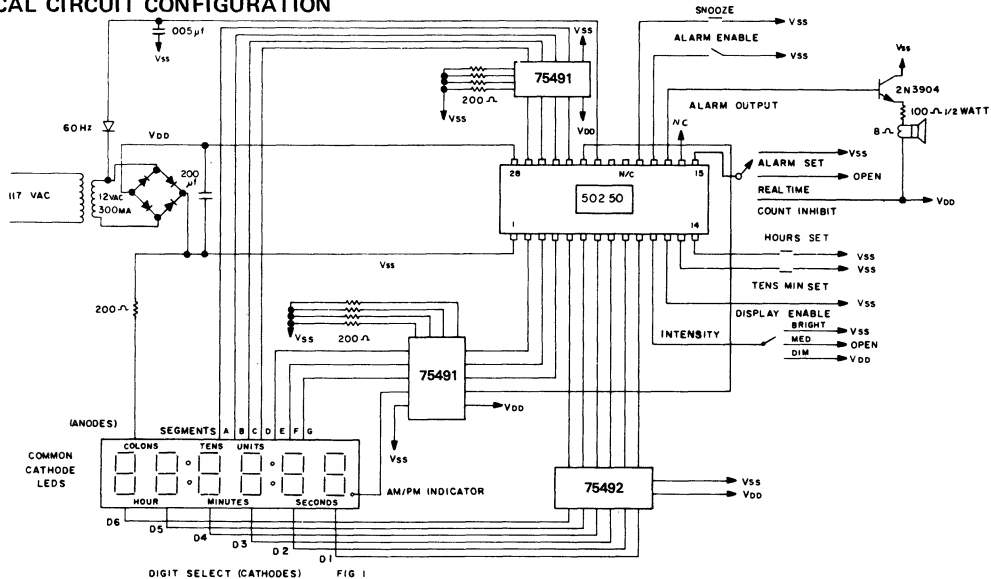 CAL CIRCUIT CONFIGURATION
SNOOZE
VSS
.005µf
VSS
ALARM ENABLE
VSS
VSS
VSS
75491
2N3904
200Ω
ALARM OUTPUT
100Ω 1/2 WATT
60HZ
VSS
VDD
NC
8Ω
VDD
ALARM SET
VSS
200 µf
28
N/C
15
OPEN
117 VAC
12VAC
300MA
50250
REAL TIME
VDD
COUNT INHIBIT
1
14
HOURS SET
VSS
VSS
VSS
200Ω
TENS MIN SET
VSS
DISPLAY ENABLE
VSS
200Ω
INTENSITY
BRIGHT
VSS
MED.
OPEN
DIM
VDD
75491
VDD
(ANODES)
SEGMENTS A B C D E F G
VSS
COLONS
TENS
UNITS
COMMON
CATHODE
LEDS
AM/PM INDICATOR
75492
VSS
VDD
HOUR
MINUTES
SECONDS
D6
D5
D4
D3
D2
D1
DIGIT SELECT (CATHODES)
FIG 1